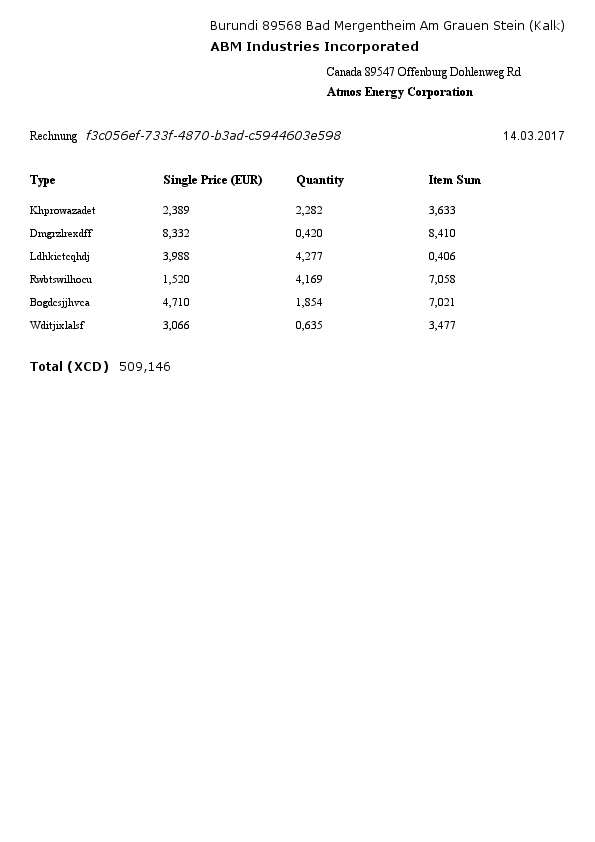 Burundi 89568 Bad Mergentheim Am Grauen Stein (Kalk)
ABM Industries Incorporated
Canada 89547 Offenburg Dohlenweg Rd
Atmos Energy Corporation
Rechnung f3c056ef-733f-4870-b3ad-c5944603e598 14.03.2017
Type Single Price (EUR) Quantity Item Sum
Khprowazadet 2,389 2,282 3,633
Dmgrzlrexdff 8,332 0,420 8,410
Ldhkietcqhdj 3,988 4,277 0,406
Rwbtswilhocu 1,520 4,169 7,058
Bogdcsjjhvea 4,710 1,854 7,021
Wditjixlalsf 3,066 0,635 3,477
Total (XCD) 509,146